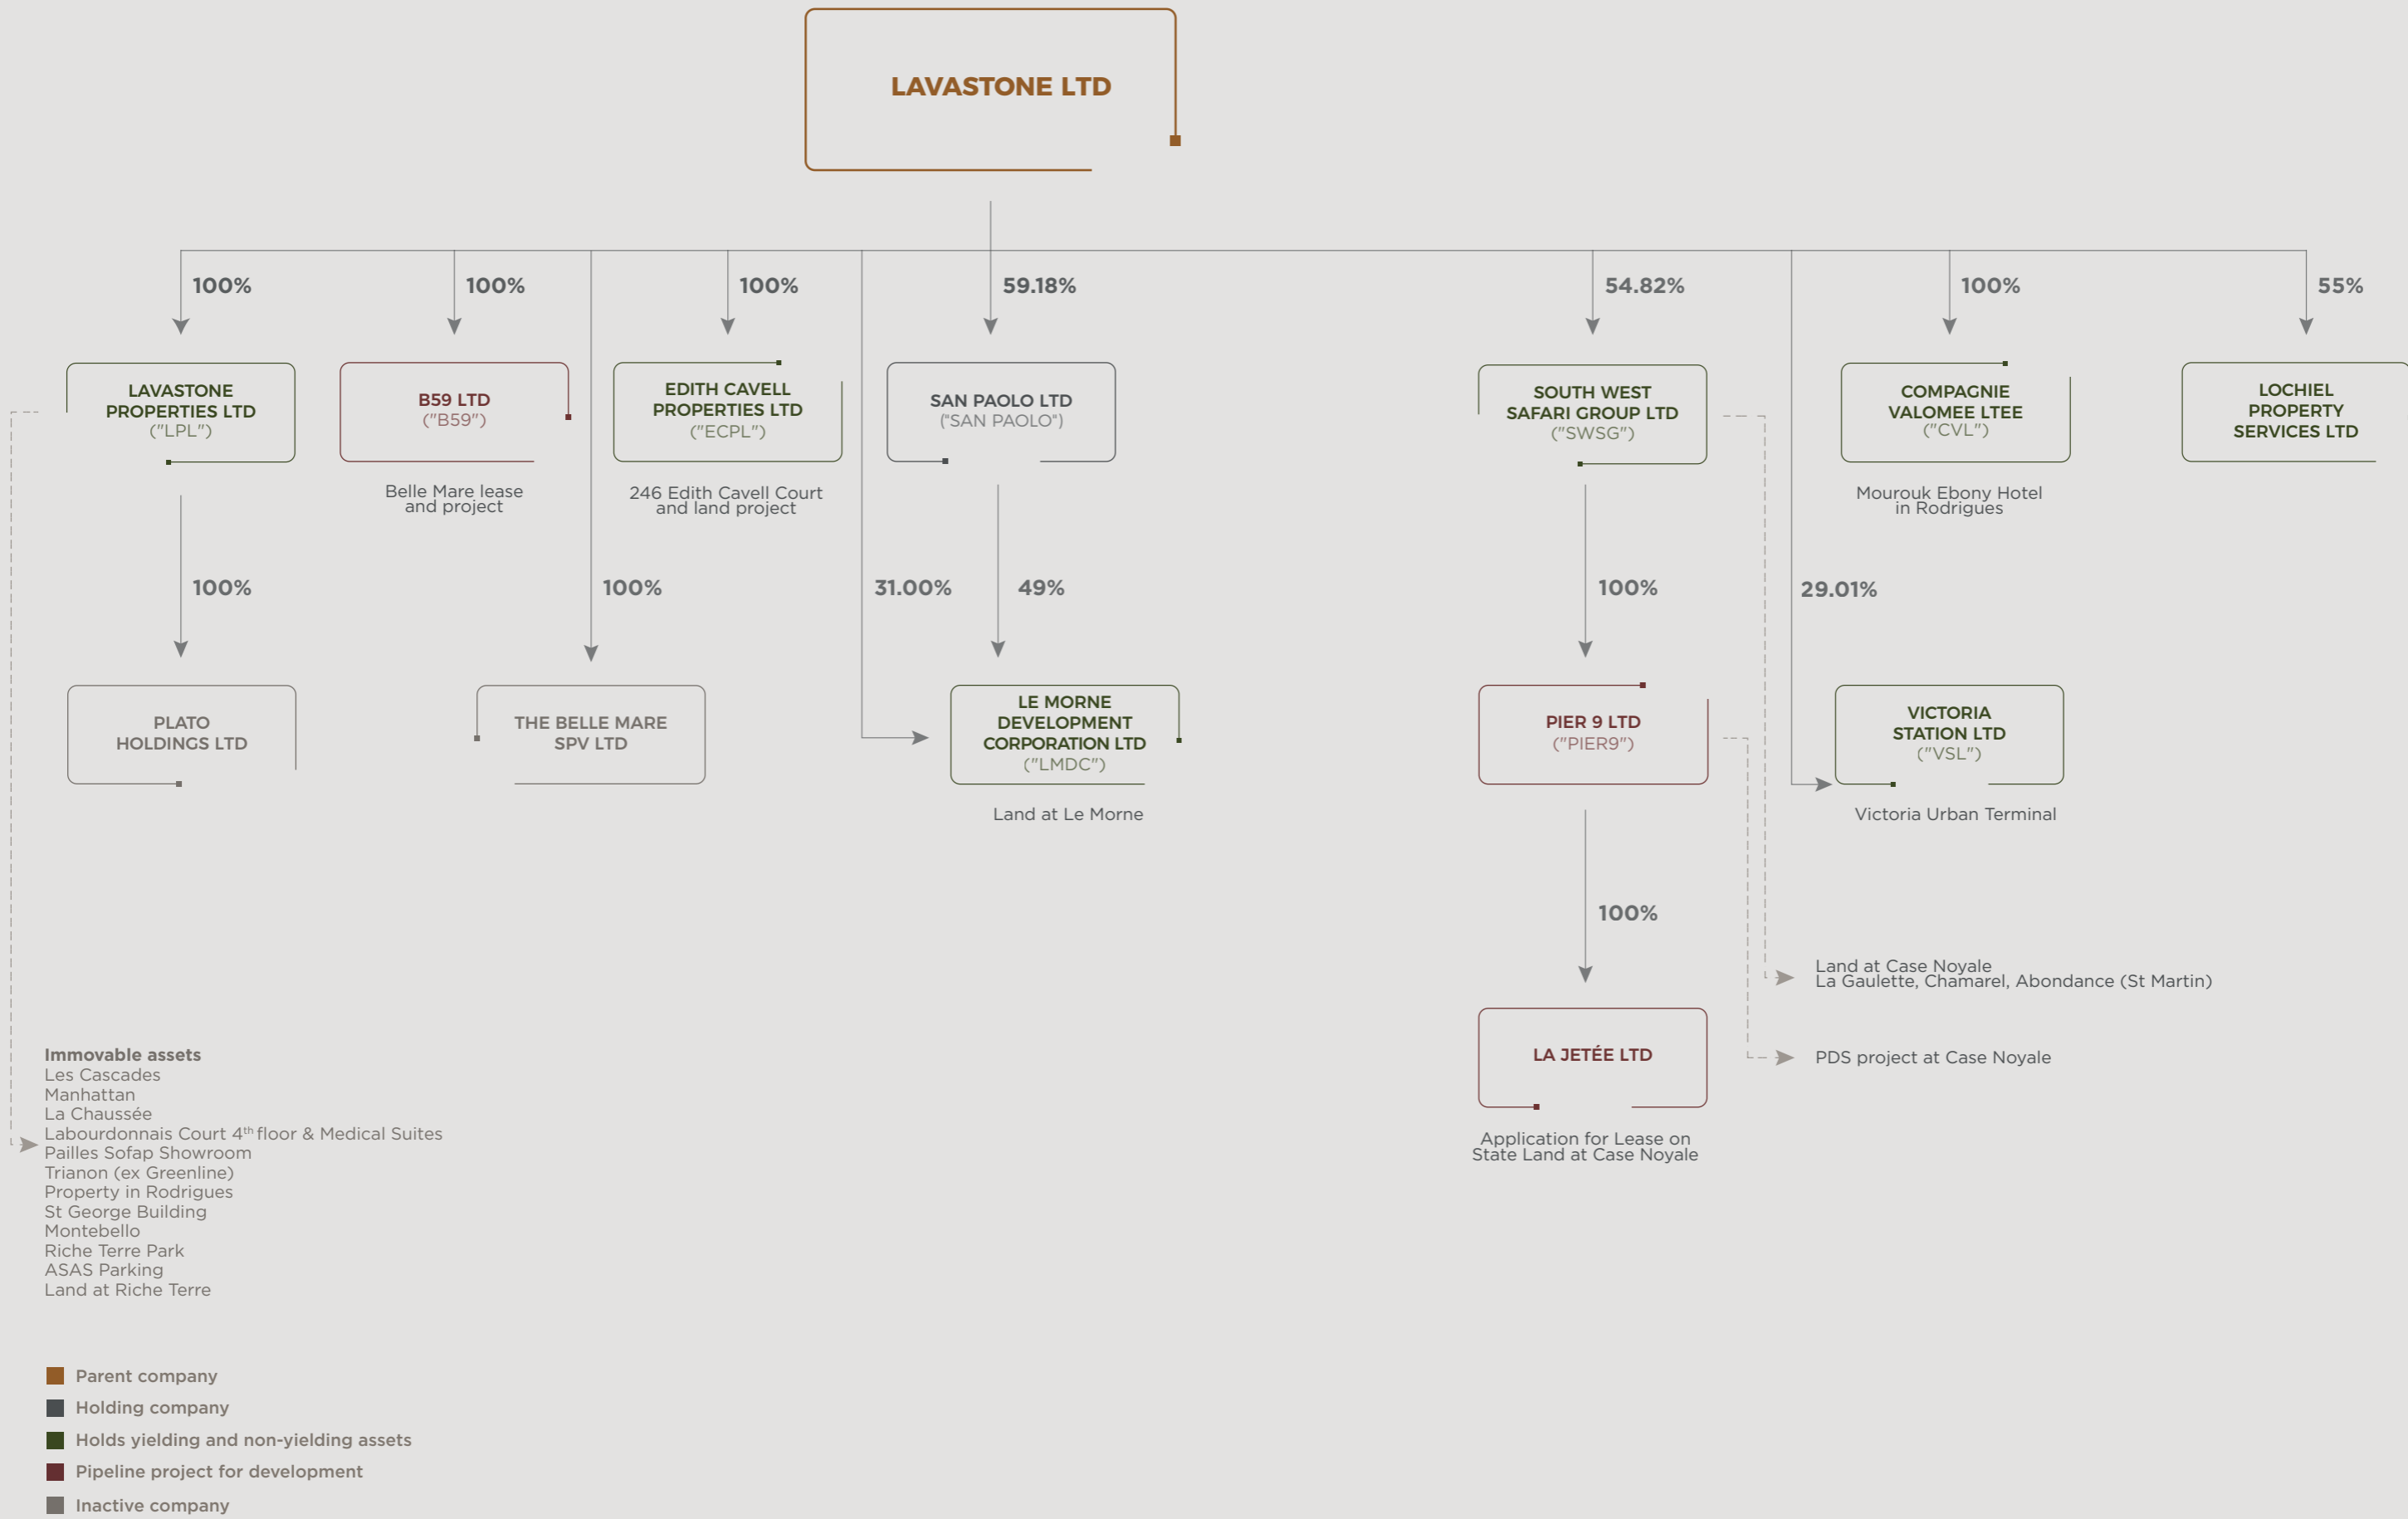 LAVASTONE LTD
100%
100%
100%
59.18%
54.82%
100%
55%
LAVASTONE
PROPERTIES LTD
("LPL")
B59 LTD
("B59")
EDITH CAVELL
PROPERTIES LTD
("ECPL")
SAN PAOLO LTD
("SAN PAOLO")
SOUTH WEST
SAFARI GROUP LTD
("SWSG")
COMPAGNIE
VALOMEE LTEE
("CVL")
LOCHIEL
PROPERTY
SERVICES LTD
Belle Mare lease
and project
246 Edith Cavell Court
and land project
Mourouk Ebony Hotel
in Rodrigues
100%
100%
31.00%
49%
100%
29.01%
PLATO
HOLDINGS LTD
THE BELLE MARE
SPV LTD
LE MORNE
DEVELOPMENT
CORPORATION LTD
("LMDC")
PIER 9 LTD
("PIER9")
VICTORIA
STATION LTD
("VSL")
Land at Le Morne
Victoria Urban Terminal
100%
Land at Case Noyale
La Gaulette, Chamarel, Abondance (St Martin)
LA JETÉE LTD
PDS project at Case Noyale
Application for Lease on
State Land at Case Noyale
Immovable assets
Les Cascades
Manhattan
La Chaussée
Labourdonnais Court 4th floor & Medical Suites
Pailles Sofap Showroom
Trianon (ex Greenline)
Property in Rodrigues
St George Building
Montebello
Riche Terre Park
ASAS Parking
Land at Riche Terre
Parent company
Holding company
Holds yielding and non-yielding assets
Pipeline project for development
Inactive company